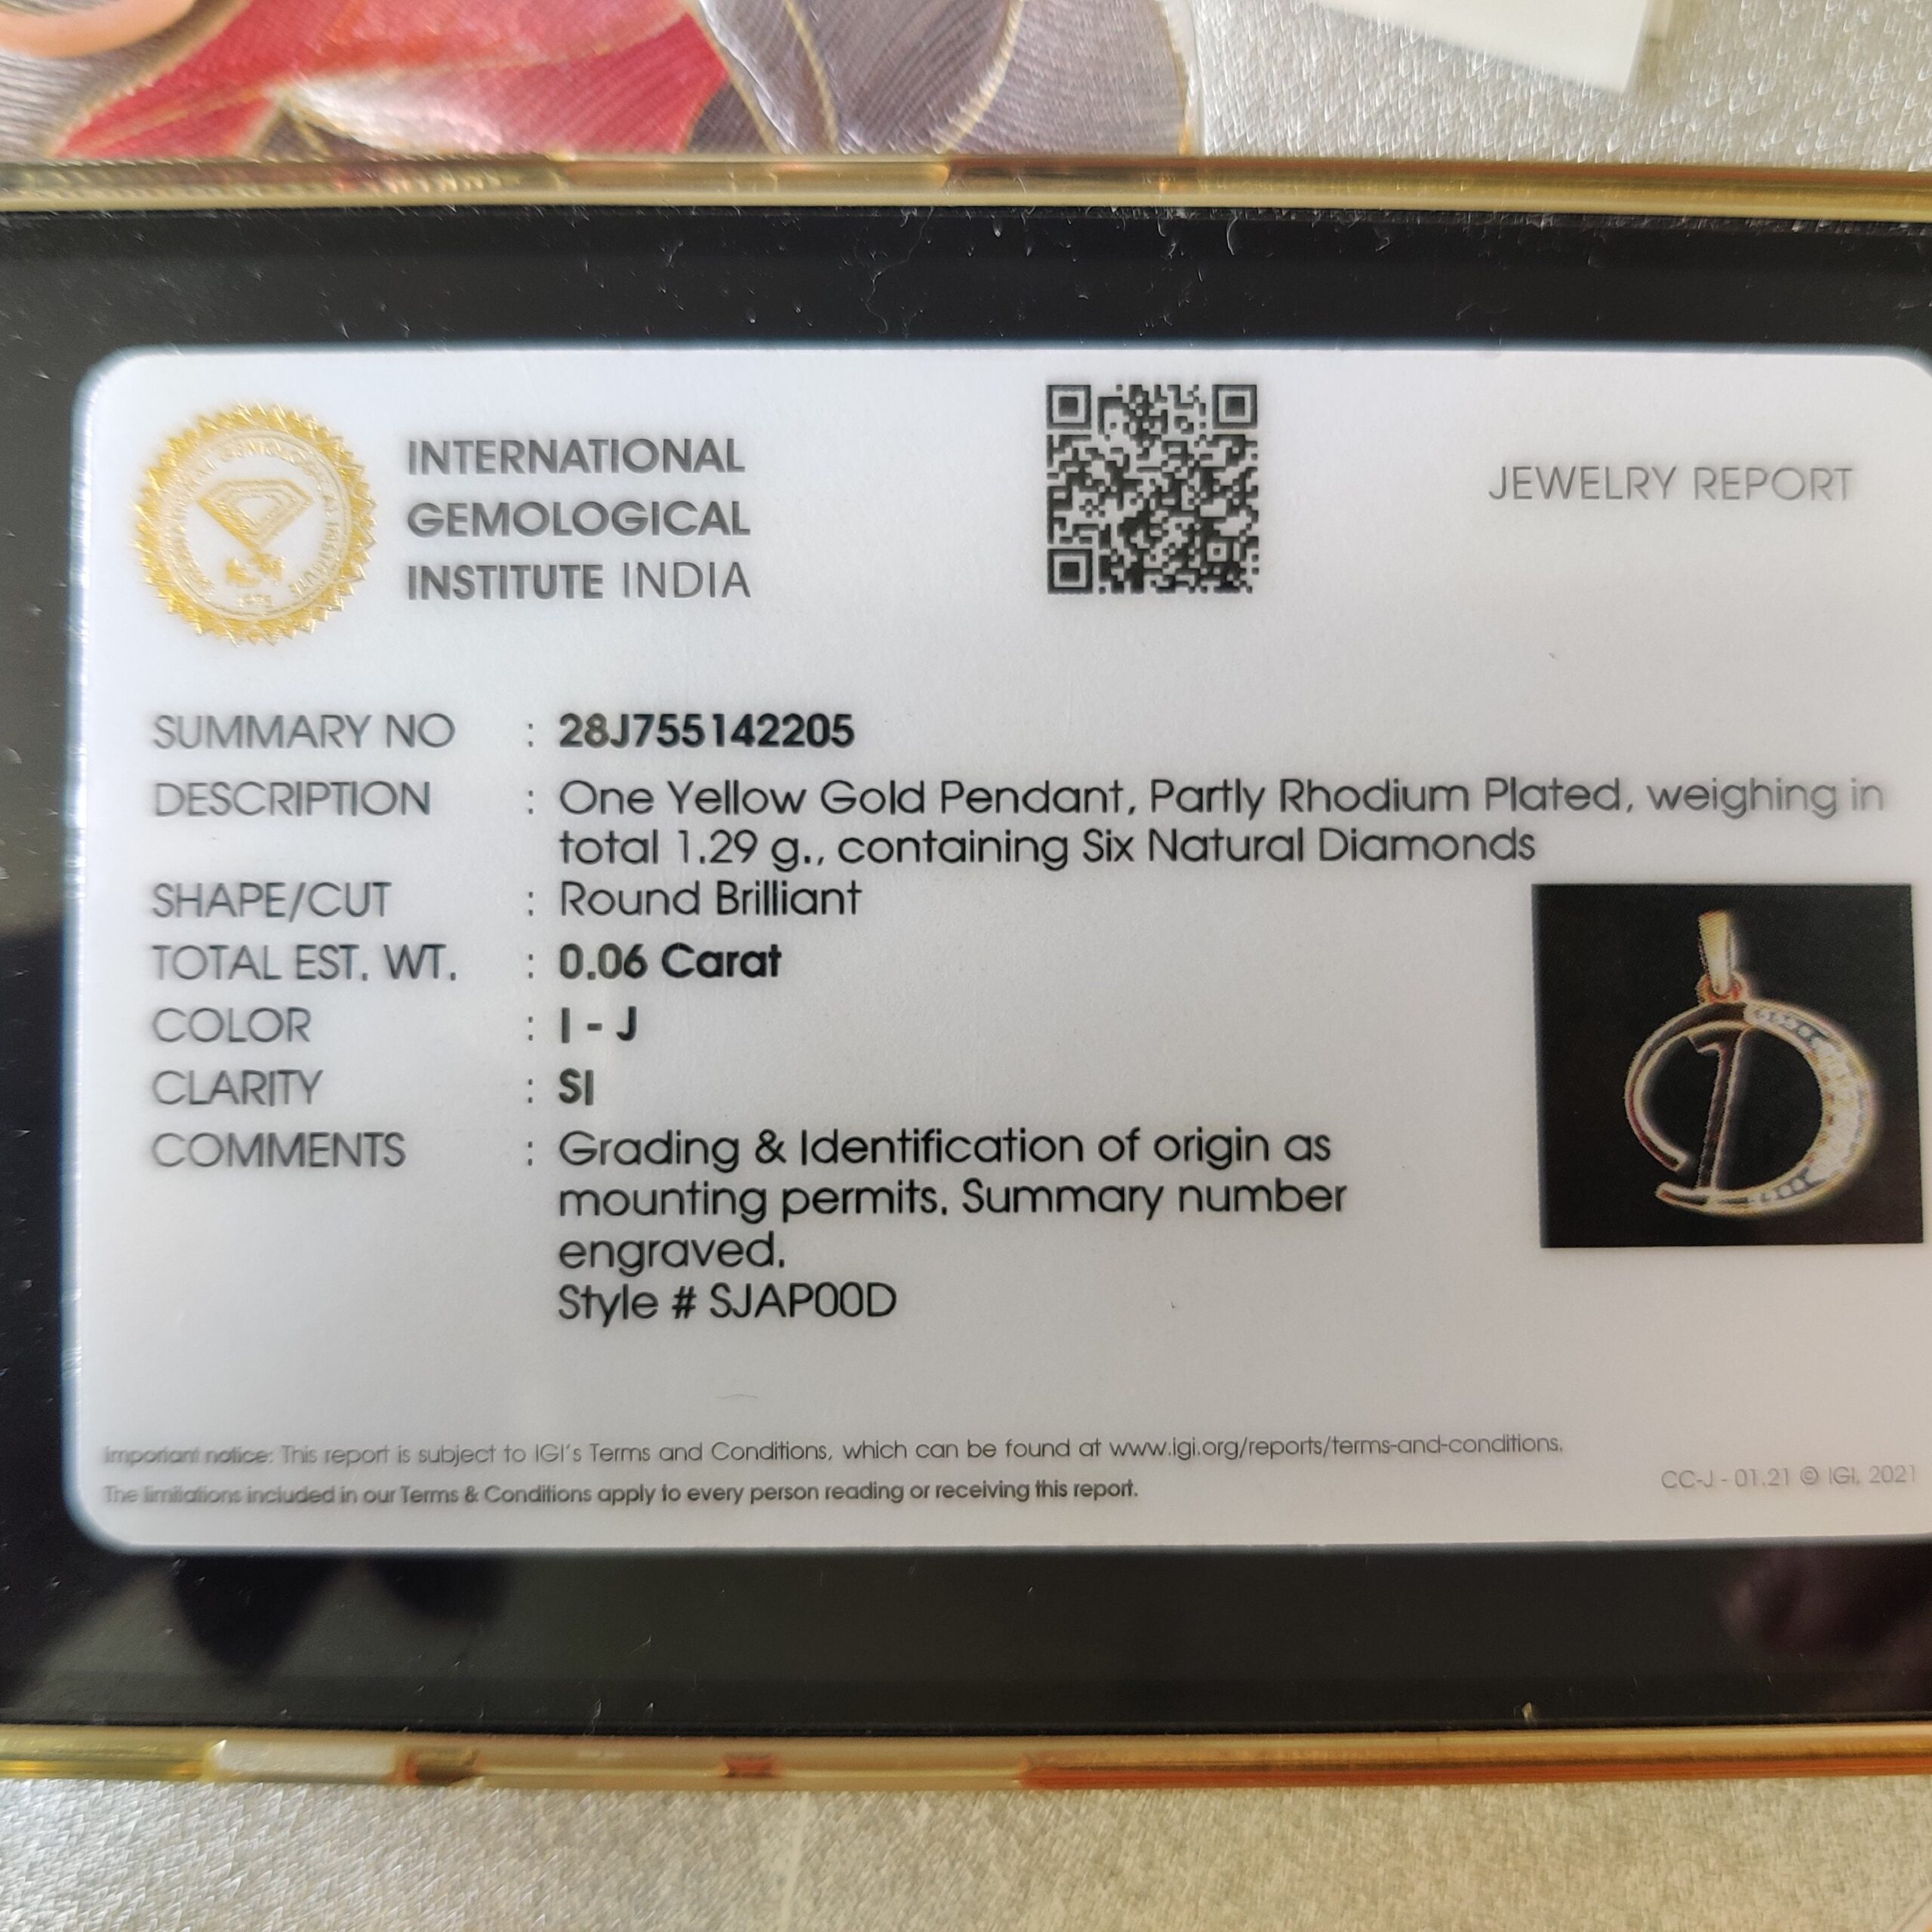 INTERNATIONAL
GEMOLOGICAL
INSTITUTE INDIA
JEWELRY REPORT
SUMMARY NO : 28J755142205
DESCRIPTION : One Yellow Gold Pendant, Partly Rhodium Plated, weighing in
total 1.29 g., containing Six Natural Diamonds
SHAPE/CUT : Round Brilliant
TOTAL EST. WT. : 0.06 Carat
COLOR : I - J
CLARITY : SI
COMMENTS : Grading & Identification of origin as
mounting permits. Summary number
engraved.
Style # SJAP00D
Important notice: This report is subject to IGI's Terms and Conditions, which can be found at www.igi.org/reports/terms-and-conditions.
The limitations included in our Terms & Conditions apply to every person reading or receiving this report.
CC-J - 01.21 © IGI, 2021